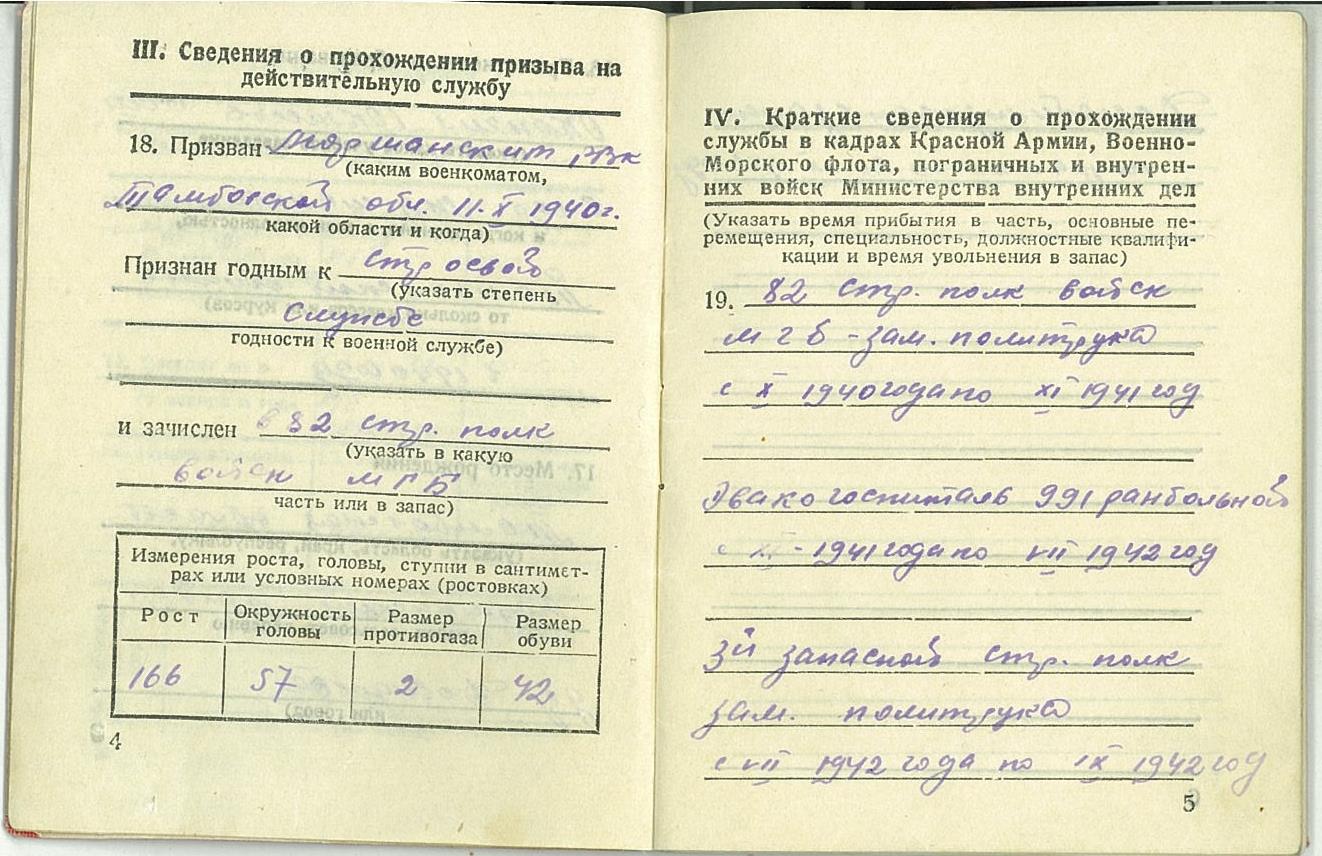 III. Сведения о прохождении призыва на
действительную службу
18. Призван Моршанским РВК
(каким военкоматом,
Тамбовской обл. 11.X 1940г.
какой области и когда)
Признан годным к строевой
(указать степень
службе
годности к военной службе)
и зачислен в 82 стр. полк
(указать в какую
войск МГБ
часть или в запас)
Измерения роста, головы, ступни в сантимет-
рах или условных номерах (ростовках)
Рост Окружность головы Размер противогаза Размер обуви
166 57 2 42
4
IV. Краткие сведения о прохождении
службы в кадрах Красной Армии, Военно-
Морского флота, пограничных и внутрен-
них войск Министерства внутренних дел
(Указать время прибытия в часть, основные пе-
ремещения, специальность, должностные квалифи-
кации и время увольнения в запас)
19. 82 стр. полк войск
МГБ - зам. политрука
с X 1940 года по XI 1941 год
Эвакогоспиталь 991 ранбольной
с XI - 1941 года по VII 1942 год
3й запасной стр. полк
зам. политрука
с VII 1942 года по IX 1942 год
5